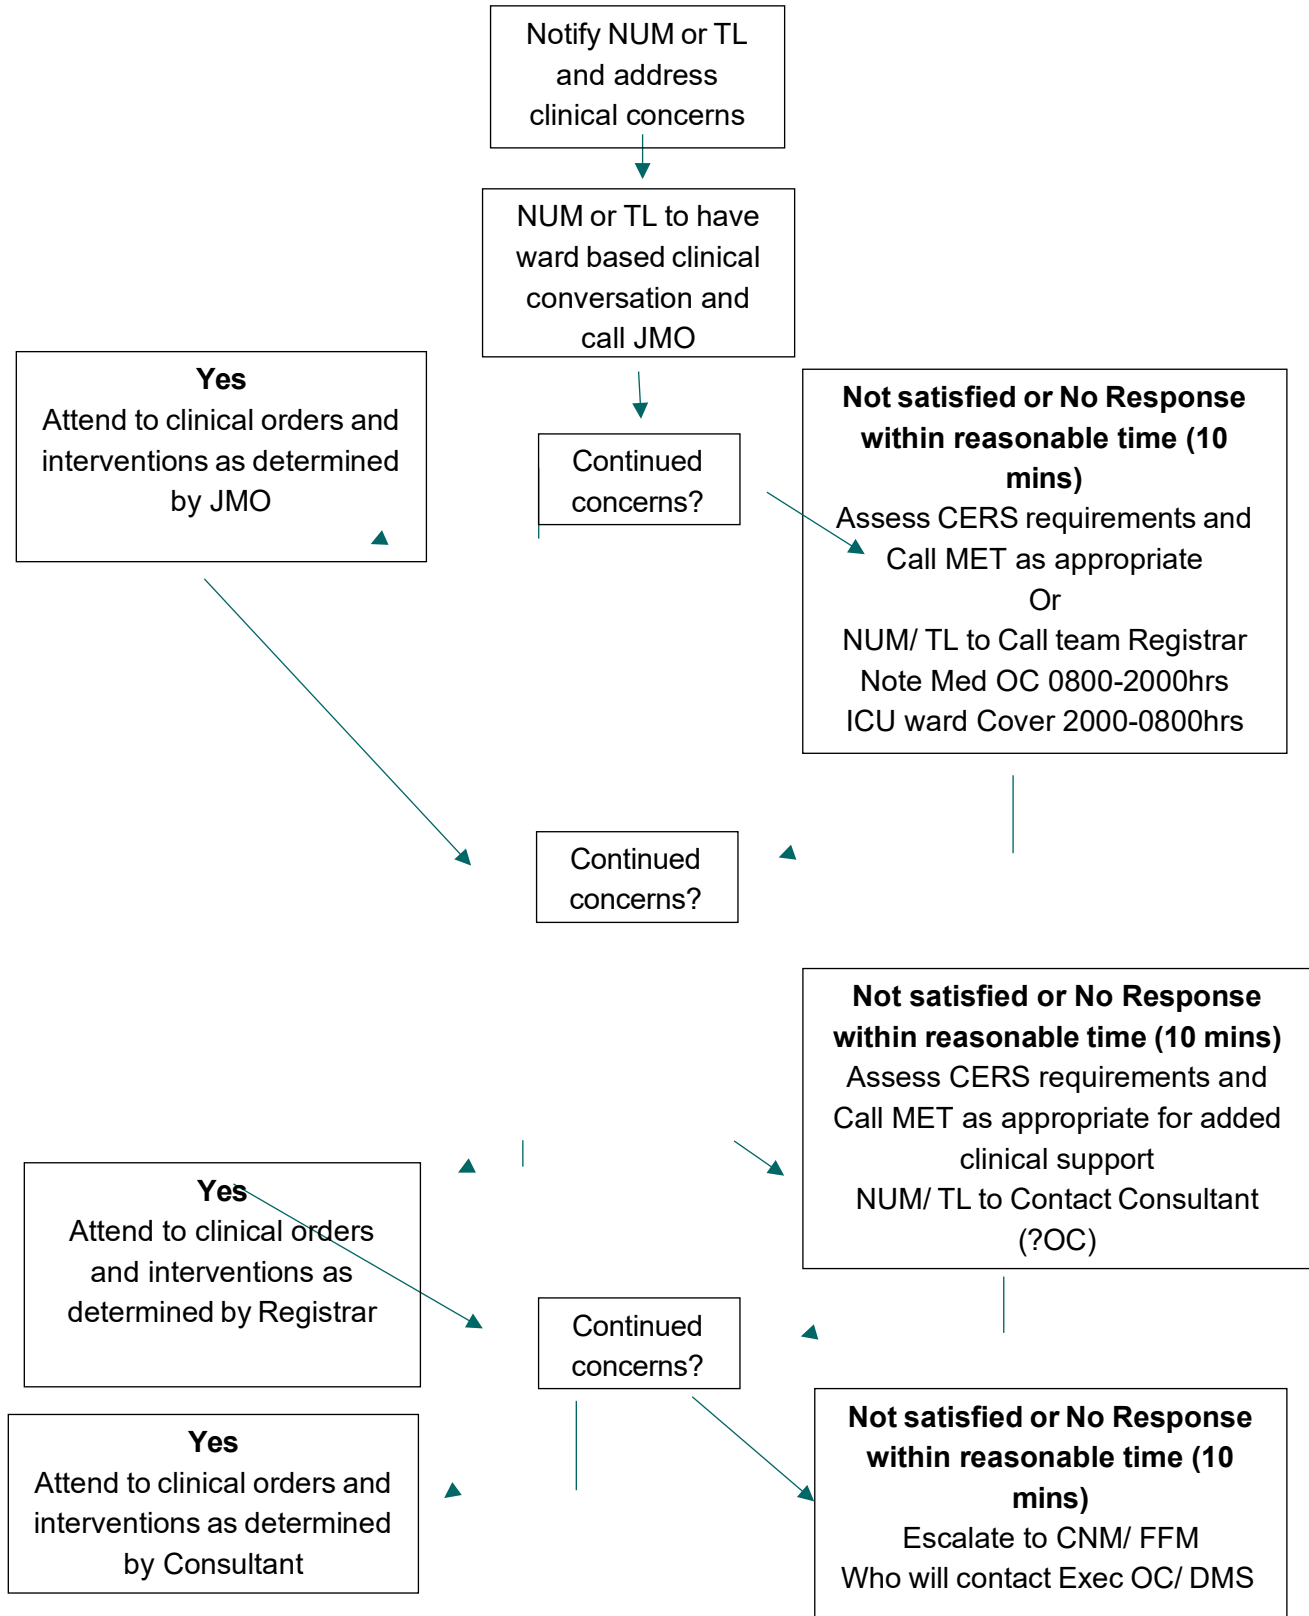 Notify NUM or TL
and address
clinical concerns
NUM or TL to have
ward based clinical
conversation and
call JMO
Yes
Attend to clinical orders and
interventions as determined
by JMO
Continued
concerns?
Not satisfied or No Response
within reasonable time (10
mins)
Assess CERS requirements and
Call MET as appropriate
Or
NUM/ TL to Call team Registrar
Note Med OC 0800-2000hrs
ICU ward Cover 2000-0800hrs
Continued
concerns?
Not satisfied or No Response
within reasonable time (10 mins)
Assess CERS requirements and
Call MET as appropriate for added
clinical support
NUM/ TL to Contact Consultant
(?OC)
Yes
Attend to clinical orders
and interventions as
determined by Registrar
Continued
concerns?
Yes
Attend to clinical orders and
interventions as determined
by Consultant
Not satisfied or No Response
within reasonable time (10
mins)
Escalate to CNM/ FFM
Who will contact Exec OC/ DMS